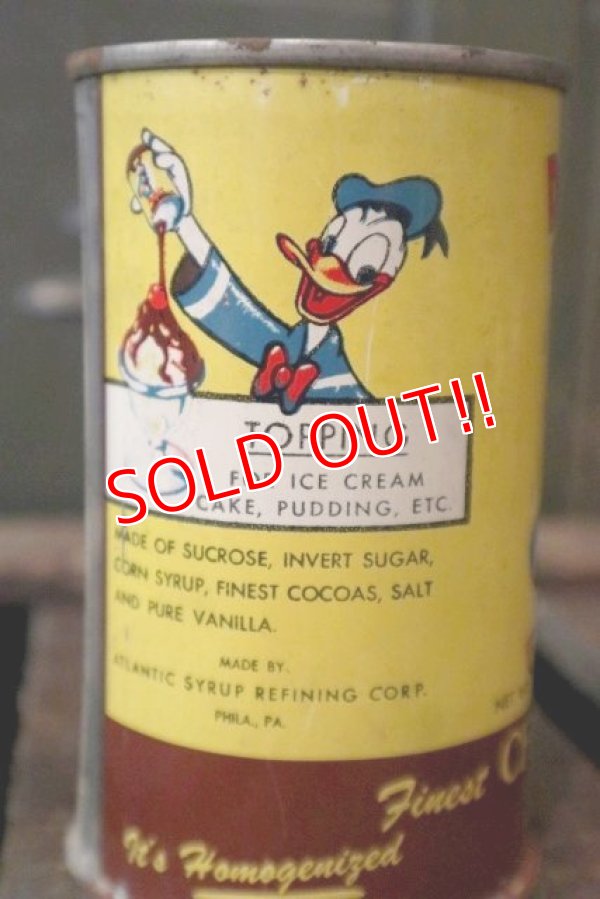 TOPPING
SOLD OUT!!
FOR ICE CREAM
CAKE, PUDDING, ETC.
MADE OF SUCROSE, INVERT SUGAR,
CORN SYRUP, FINEST COCOAS, SALT
AND PURE VANILLA.
MADE BY
ATLANTIC SYRUP REFINING CORP.
PHILA., PA.
NET
Finest
It's Homogenized